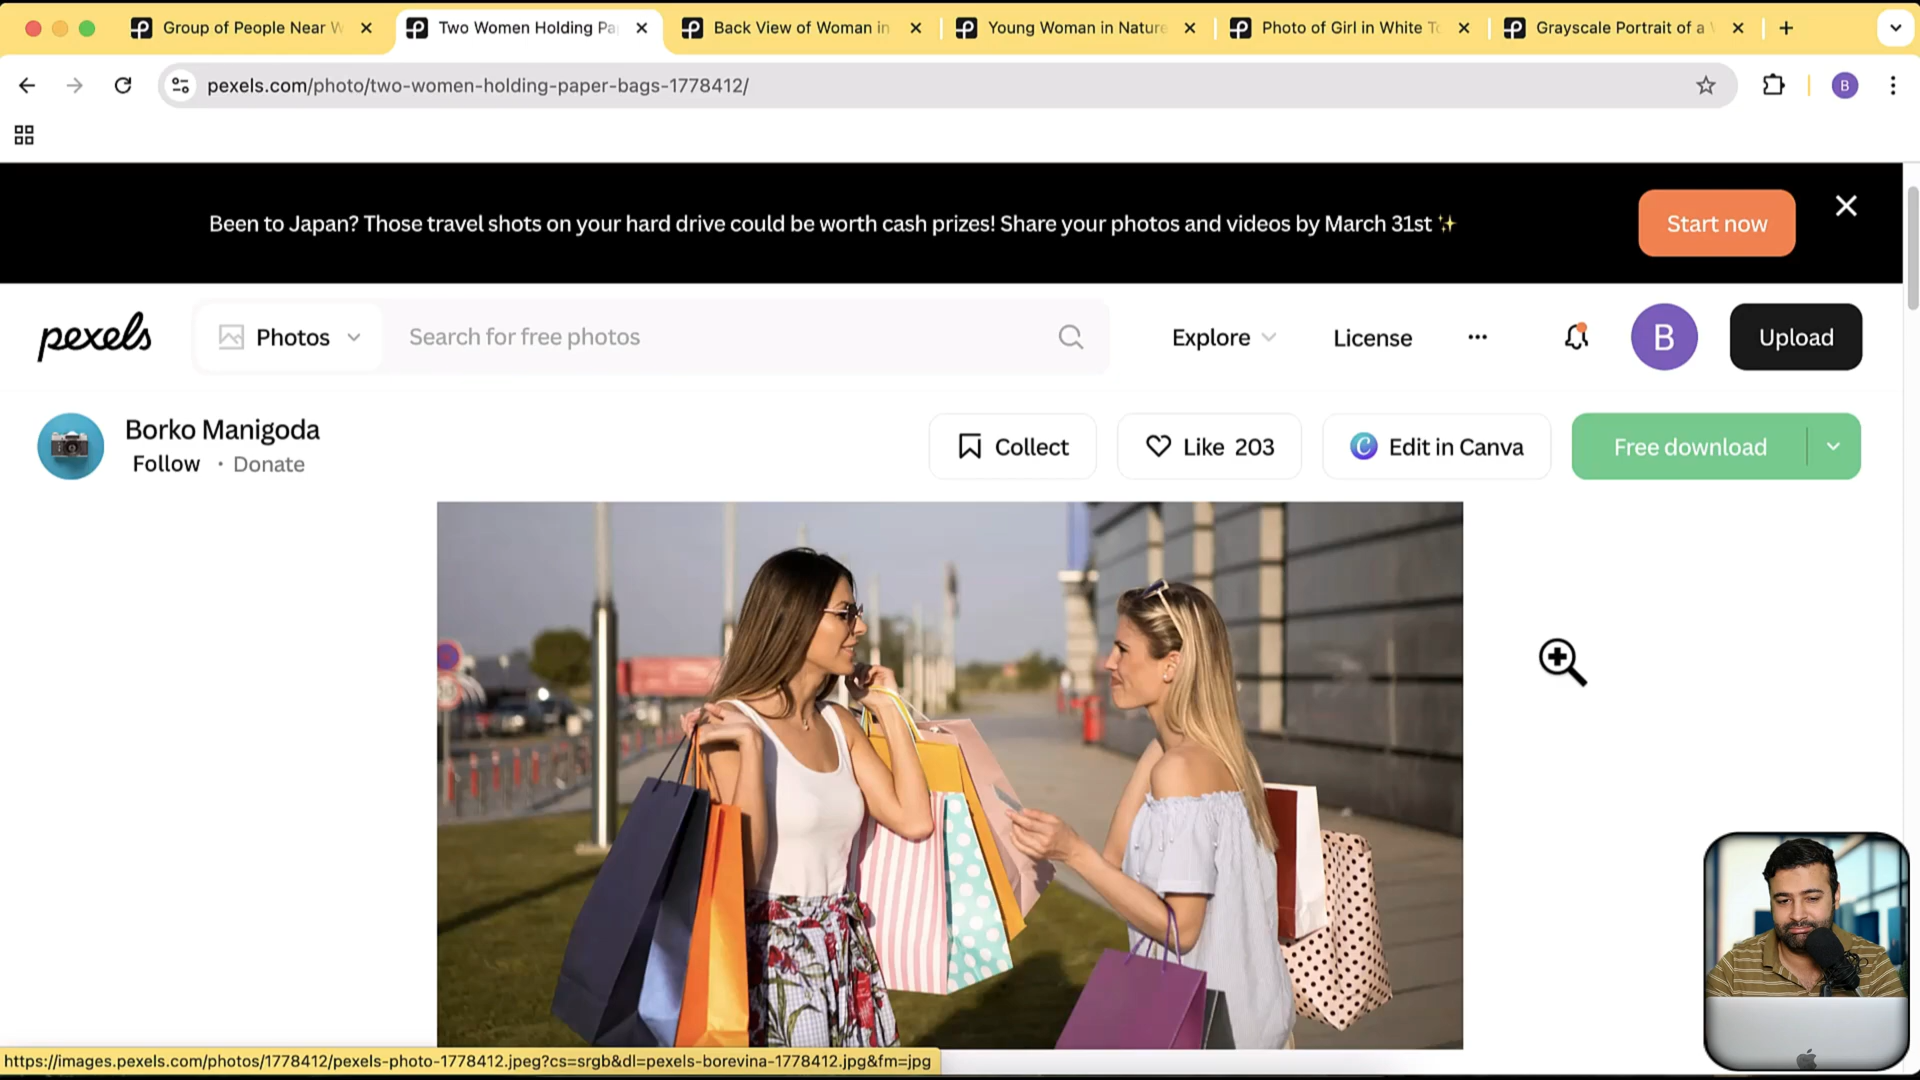 Group of People Near W
Two Women Holding Pa
Back View of Woman in
Young Woman in Nature
Photo of Girl in White To
Grayscale Portrait of a
pexels.com/photo/two-women-holding-paper-bags-1778412/
B
Been to Japan? Those travel shots on your hard drive could be worth cash prizes! Share your photos and videos by March 31st ✨
Start now
pexels
Photos
Search for free photos
Explore
License
B
Upload
Borko Manigoda
Follow • Donate
Collect
Like 203
Edit in Canva
Free download
https://images.pexels.com/photos/1778412/pexels-photo-1778412.jpeg?cs=srgb&dl=pexels-borevina-1778412.jpg&fm=jpg